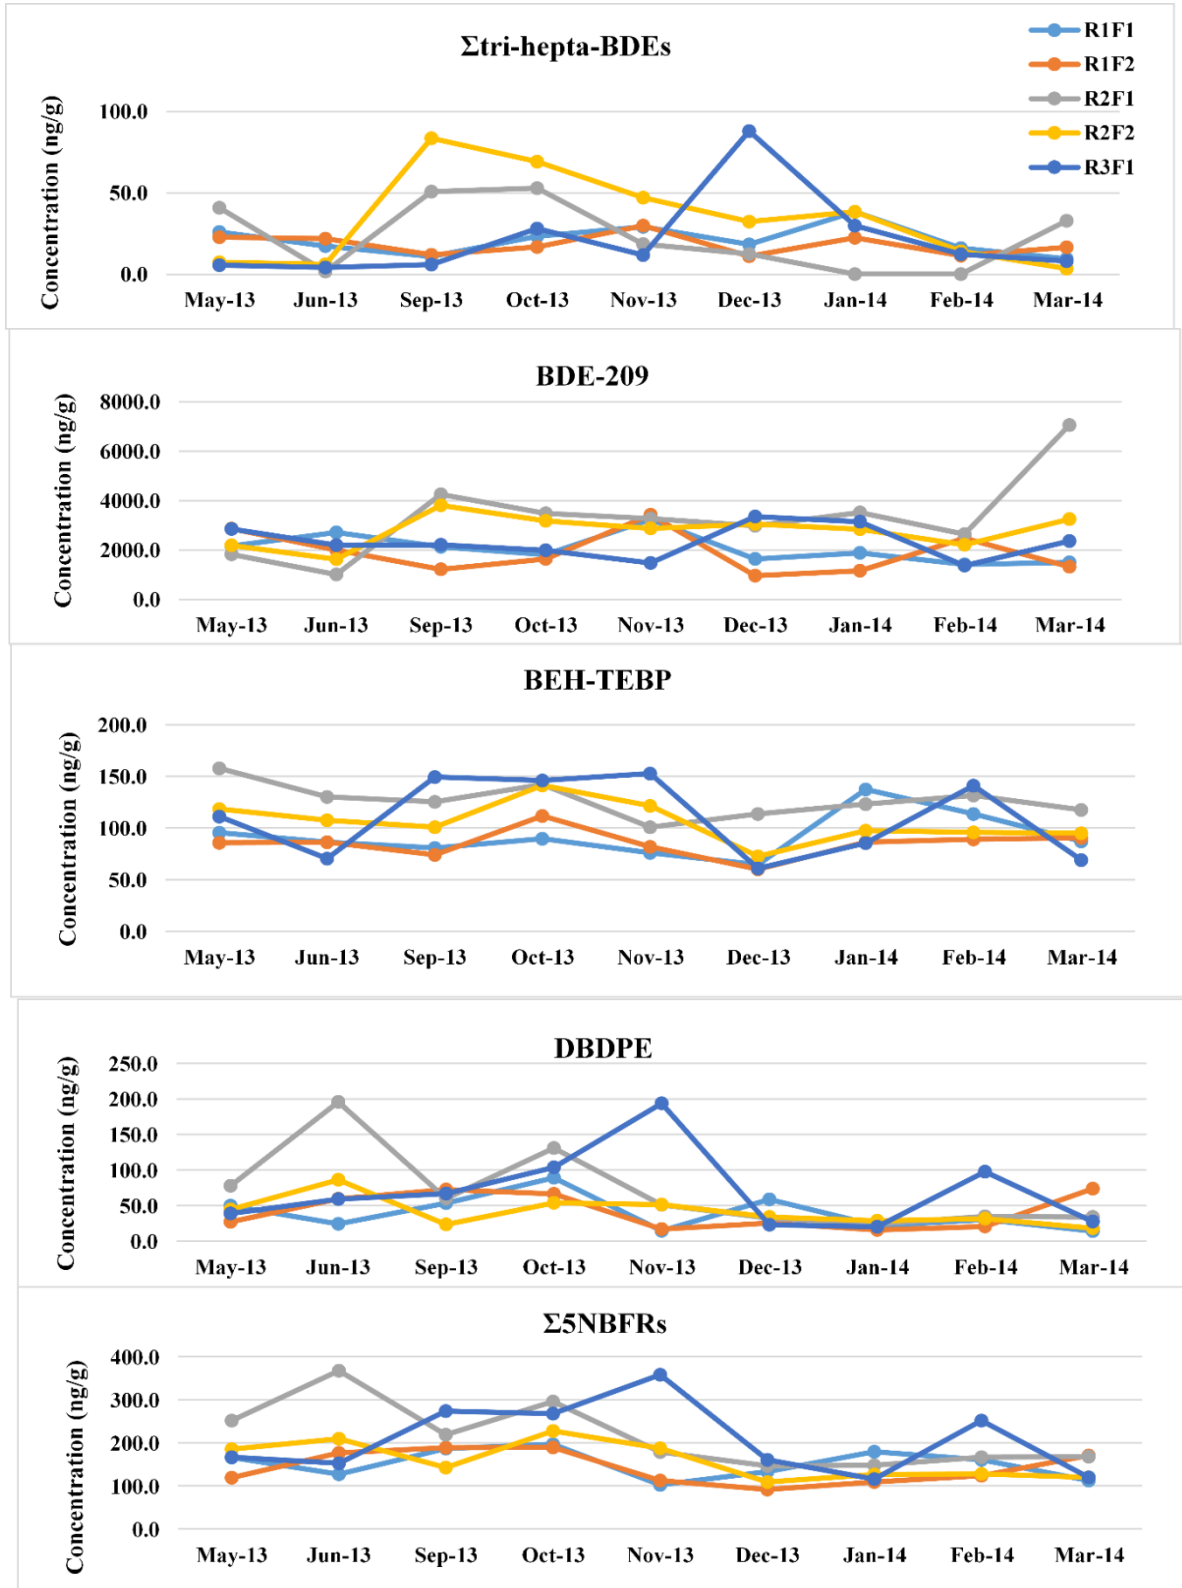 Σtri-hepta-BDEs
R1F1
R1F2
R2F1
R2F2
R3F1
Concentration (ng/g)
100.0
50.0
0.0
May-13 Jun-13 Sep-13 Oct-13 Nov-13 Dec-13 Jan-14 Feb-14 Mar-14
BDE-209
Concentration (ng/g)
8000.0
6000.0
4000.0
2000.0
0.0
May-13 Jun-13 Sep-13 Oct-13 Nov-13 Dec-13 Jan-14 Feb-14 Mar-14
BEH-TEBP
Concentration (ng/g)
200.0
150.0
100.0
50.0
0.0
May-13 Jun-13 Sep-13 Oct-13 Nov-13 Dec-13 Jan-14 Feb-14 Mar-14
DBDPE
Concentration (ng/g)
250.0
200.0
150.0
100.0
50.0
0.0
May-13 Jun-13 Sep-13 Oct-13 Nov-13 Dec-13 Jan-14 Feb-14 Mar-14
Σ5NBFRs
Concentration (ng/g)
400.0
300.0
200.0
100.0
0.0
May-13 Jun-13 Sep-13 Oct-13 Nov-13 Dec-13 Jan-14 Feb-14 Mar-14